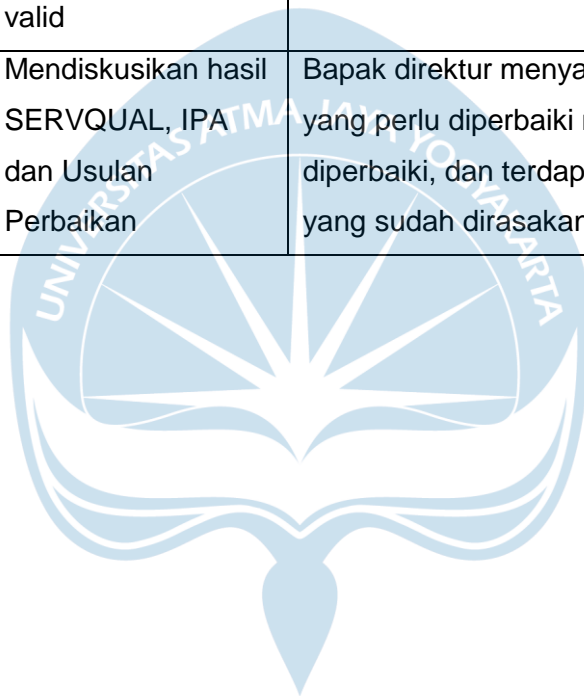 valid
Mendiskusikan hasil
SERVQUAL, IPA
dan Usulan
Perbaikan
Bapak direktur menya
yang perlu diperbaiki
diperbaiki, dan terdap
yang sudah dirasakan
UNIVERSITAS ATMA JAYA YOGYAKARTA